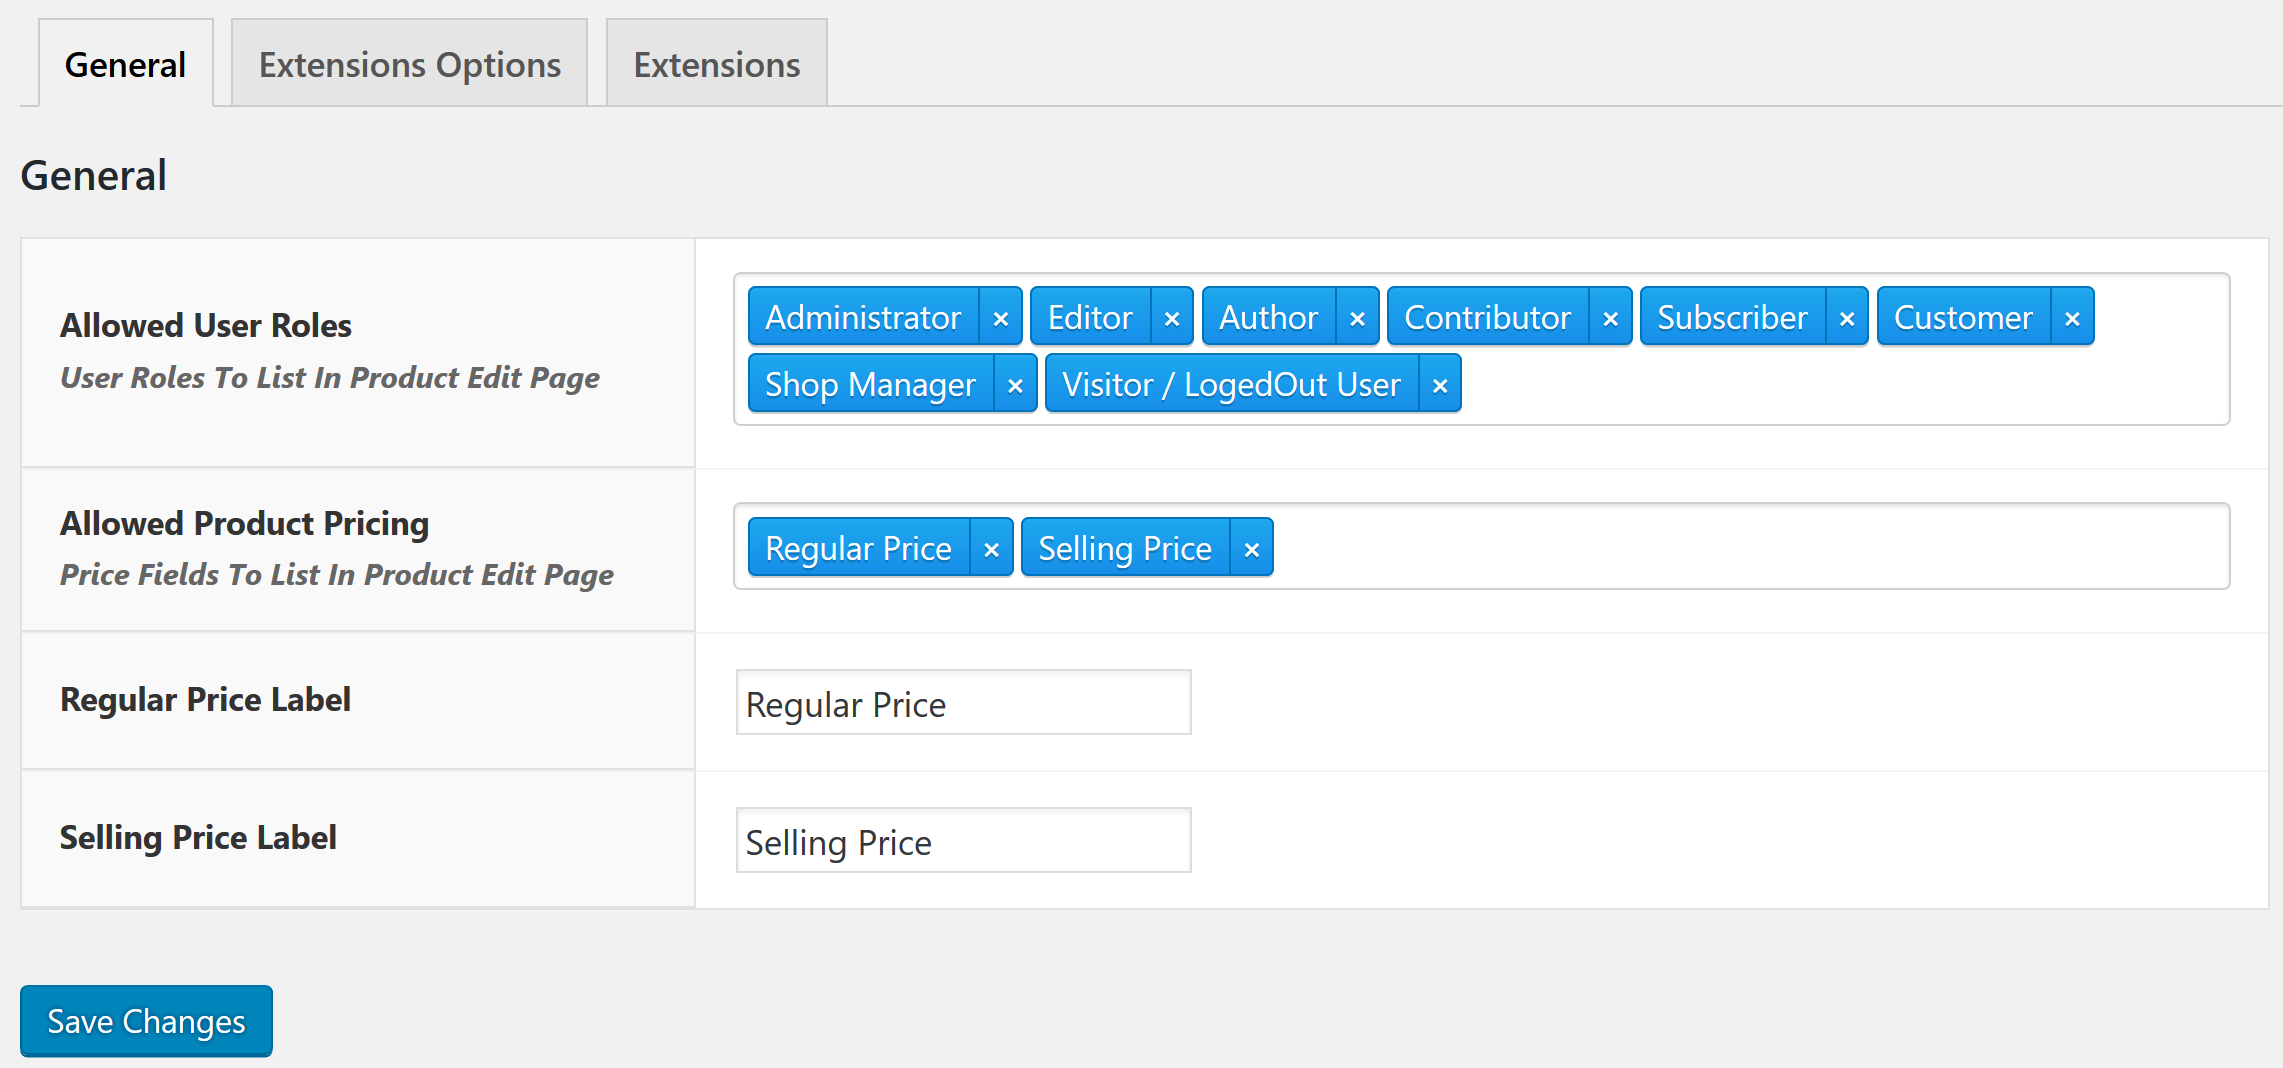 General Extensions Options Extensions
General
Allowed User Roles
User Roles To List In Product Edit Page
Administrator × Editor × Author × Contributor × Subscriber × Customer ×
Shop Manager × Visitor / LogedOut User ×
Allowed Product Pricing
Price Fields To List In Product Edit Page
Regular Price × Selling Price ×
Regular Price Label
Regular Price
Selling Price Label
Selling Price
Save Changes